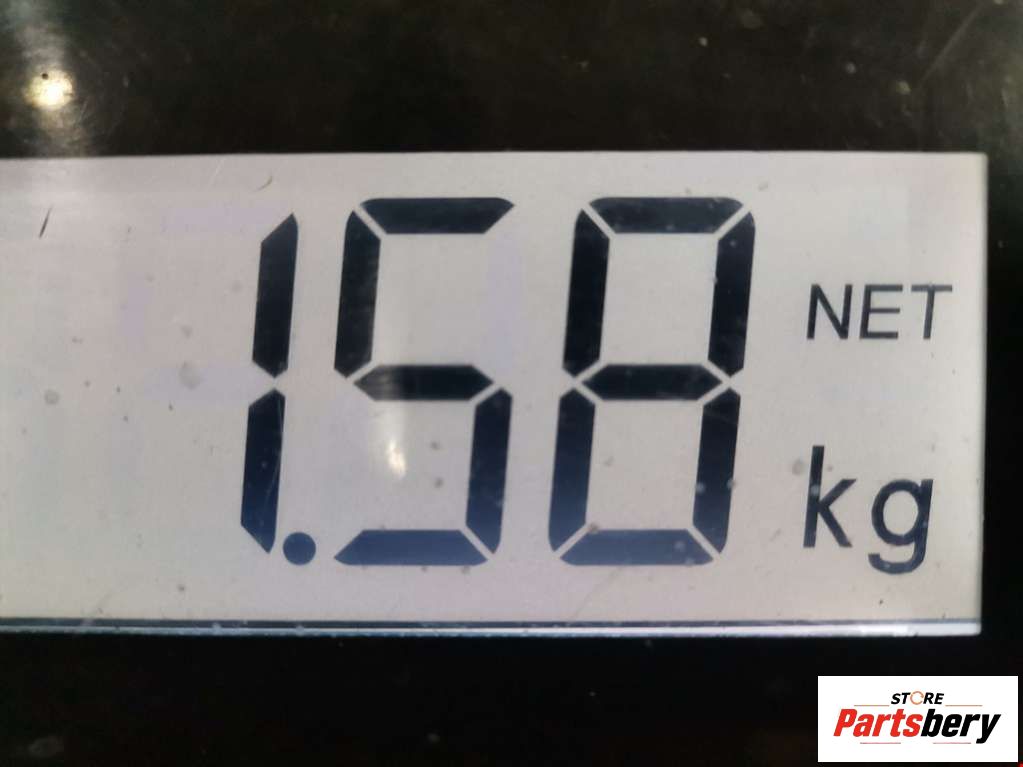 1.58
NET
kg
STORE
Partsbery